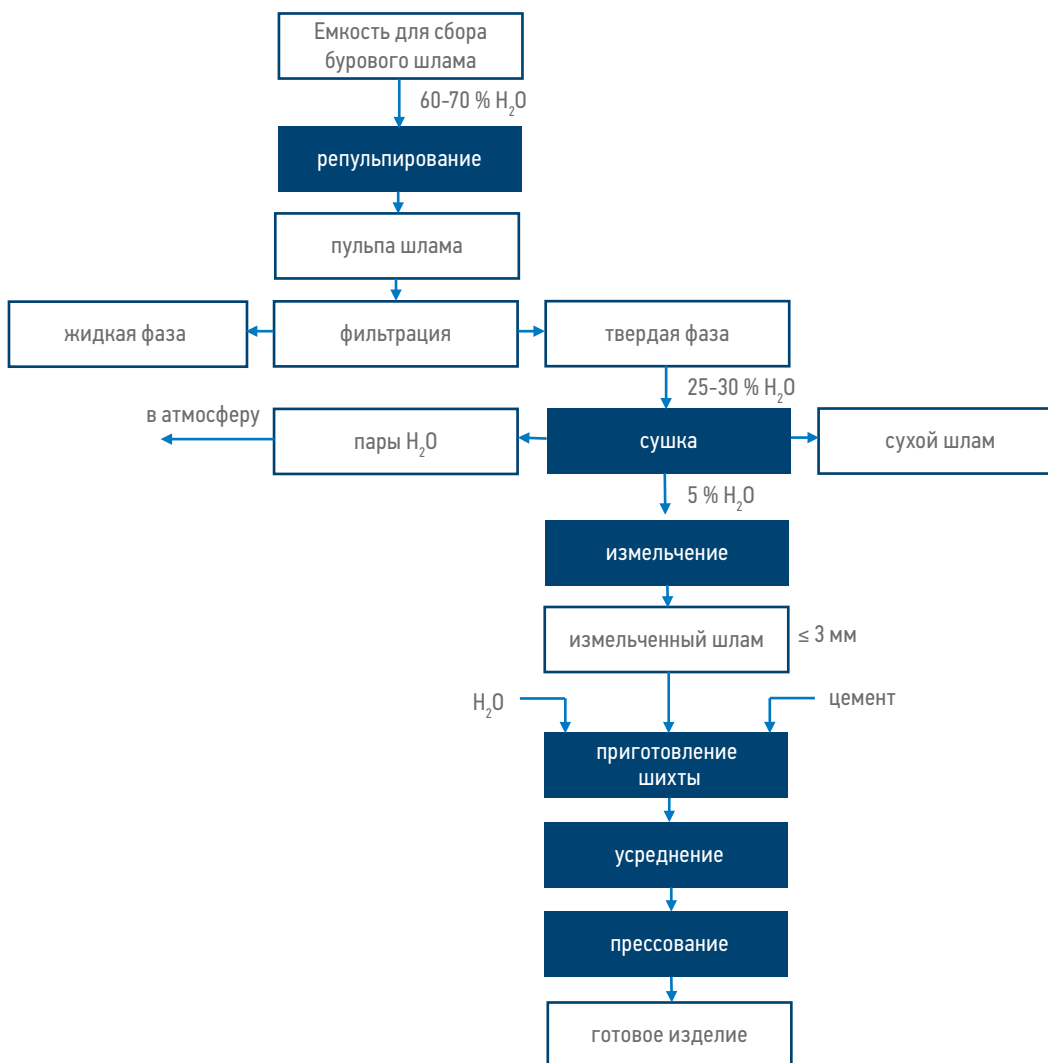 Емкость для сбора
бурового шлама
60-70 % H₂O
репульпирование
пульпа шлама
жидкая фаза
фильтрация
твердая фаза
25-30 % H₂O
в атмосферу
пары H₂O
сушка
сухой шлам
5 % H₂O
измельчение
измельченный шлам
≤ 3 мм
H₂O
цемент
приготовление
шихты
усреднение
прессование
готовое изделие